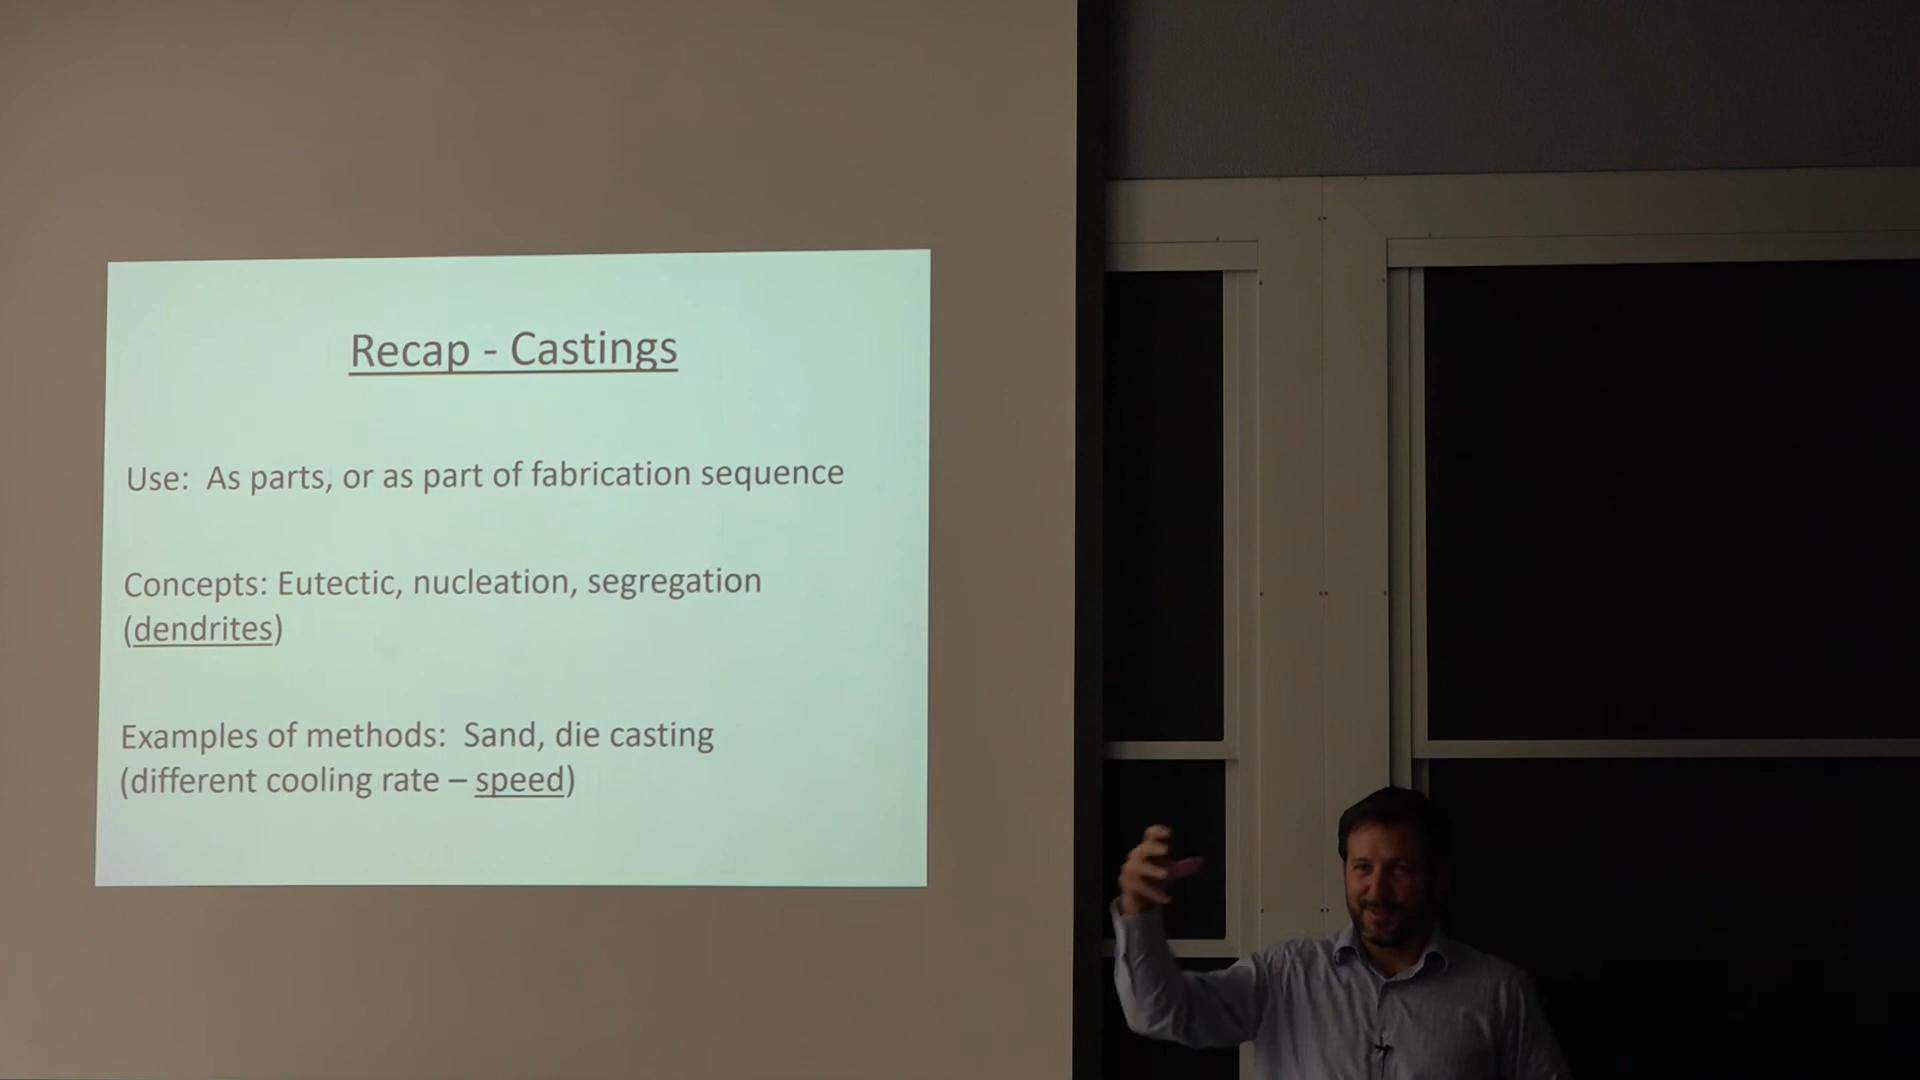 Recap - Castings
Use: As parts, or as part of fabrication sequence
Concepts: Eutectic, nucleation, segregation
(dendrites)
Examples of methods: Sand, die casting
(different cooling rate – speed)